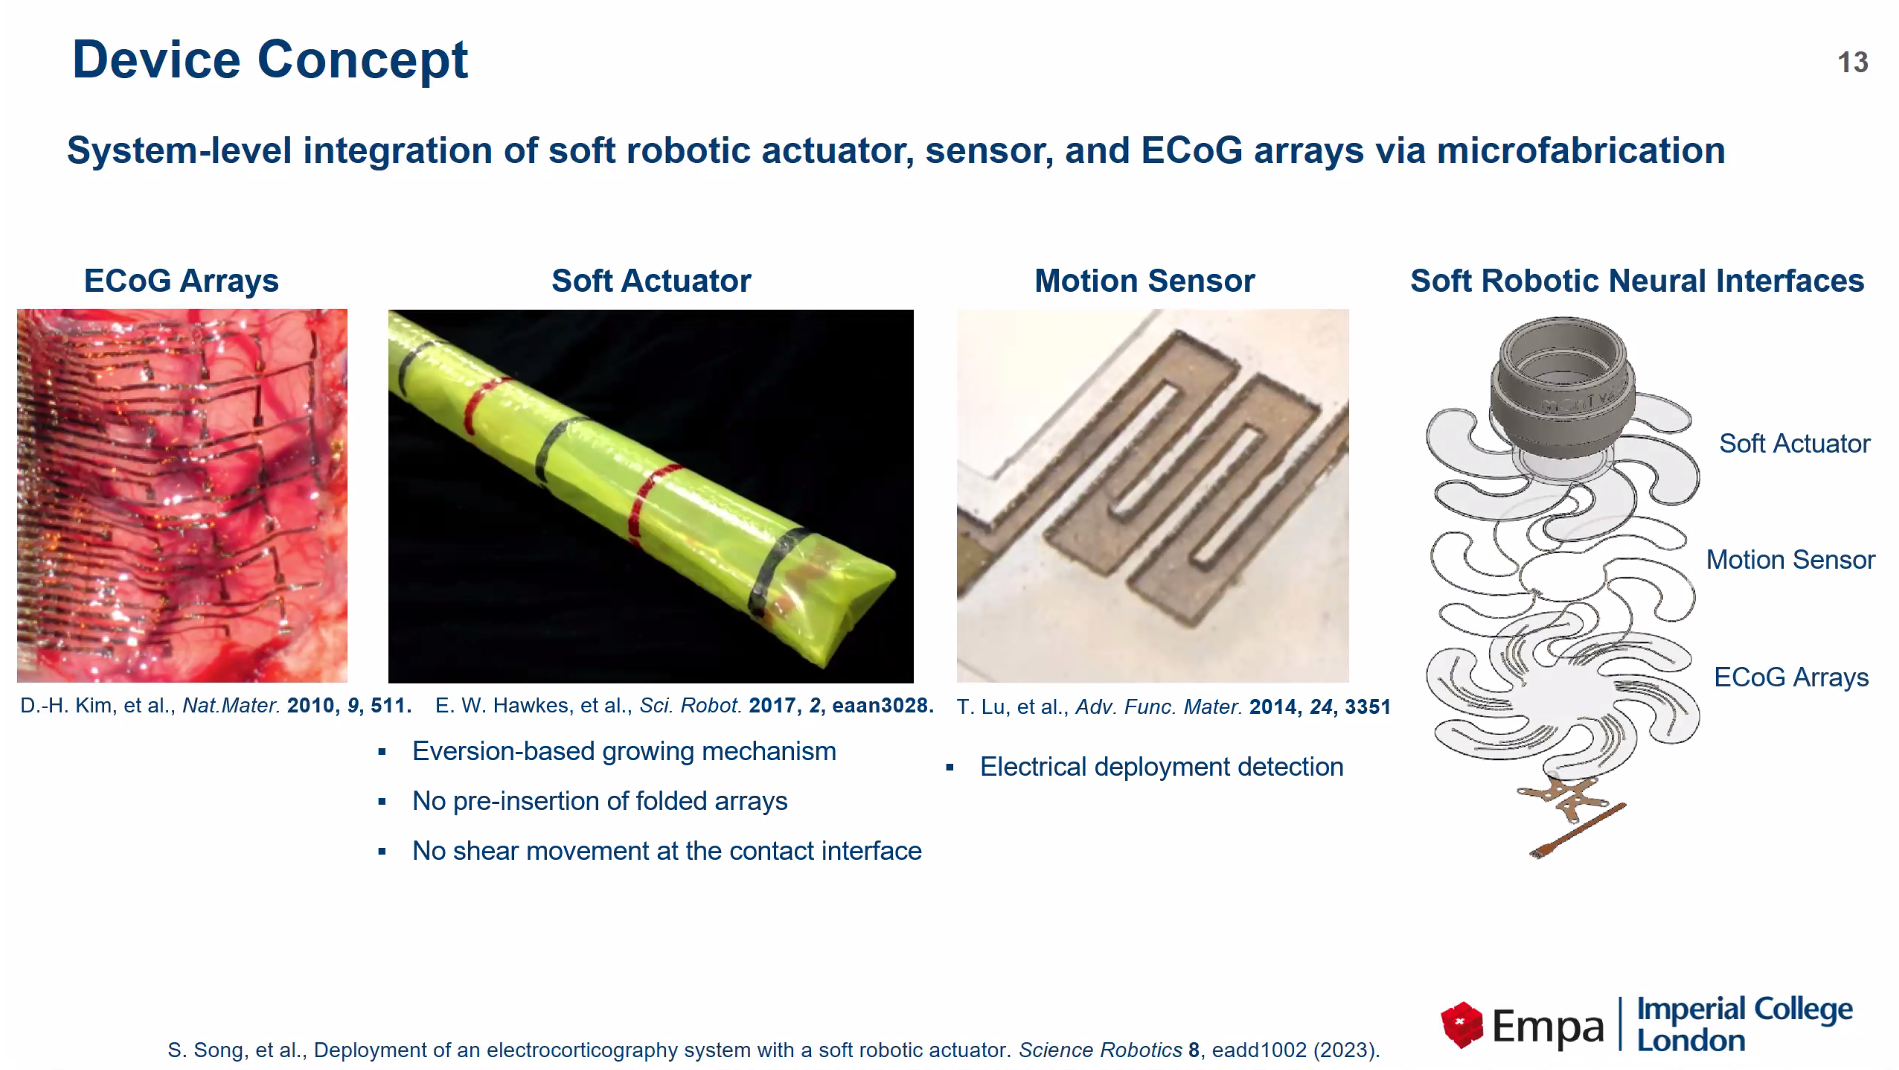 Device Concept
13
System-level integration of soft robotic actuator, sensor, and ECoG arrays via microfabrication
ECoG Arrays
Soft Actuator
Motion Sensor
Soft Robotic Neural Interfaces
Soft Actuator
Motion Sensor
ECoG Arrays
D.-H. Kim, et al., Nat.Mater. 2010, 9, 511.
E. W. Hawkes, et al., Sci. Robot. 2017, 2, eaan3028.
T. Lu, et al., Adv. Func. Mater. 2014, 24, 3351
▪ Eversion-based growing mechanism
▪ No pre-insertion of folded arrays
▪ No shear movement at the contact interface
▪ Electrical deployment detection
S. Song, et al., Deployment of an electrocorticography system with a soft robotic actuator. Science Robotics 8, eadd1002 (2023).
Empa
Imperial College
London